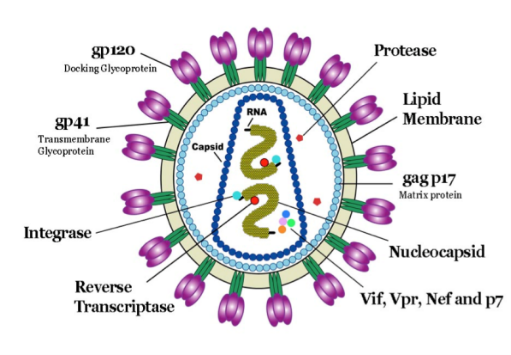 gp120
Docking Glycoprotein
Protease
Lipid
Membrane
RNA
gp41
Transmembrane
Glycoprotein
Capsid
gag p17
Matrix protein
Integrase
Nucleocapsid
Reverse
Transcriptase
Vif, Vpr, Nef and p7